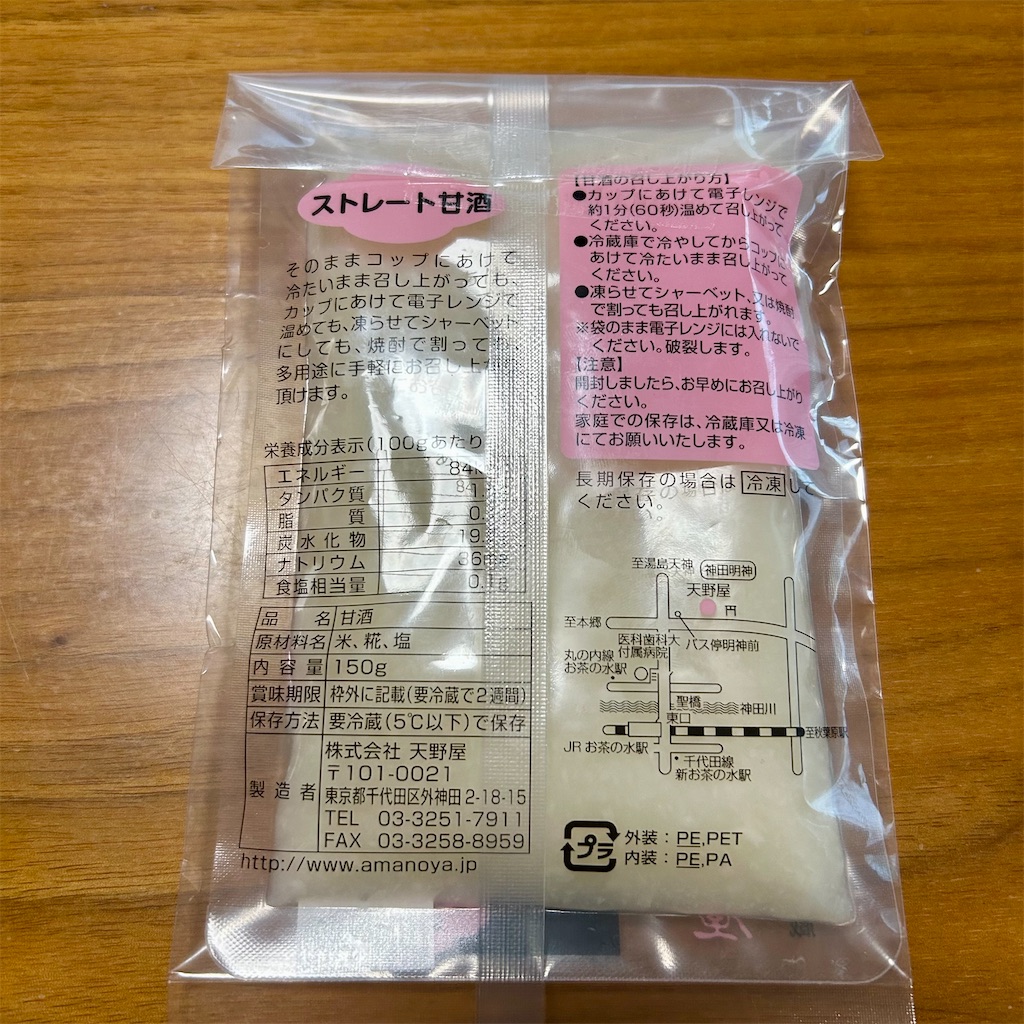 ストレート甘酒
そのままコップにあけて
冷たいまま召し上がっても、
カップにあけて電子レンジで
温めても、凍らせてシャーベット
にしても、焼酎で割っても、
多用途に手軽にお召し上がり
頂けます。
栄養成分表示(100gあたり
エネルギー 84
タンパク質 1.
脂質 0.
炭水化物 19.
ナトリウム 36
食塩相当量 0.
品名 甘酒
原材料名 米、糀、塩
内容量 150g
賞味期限 枠外に記載(要冷蔵で2週間)
保存方法 要冷蔵(5℃以下)で保存
製造者 株式会社 天野屋
〒101-0021
東京都千代田区外神田2-18-15
TEL 03-3251-7911
FAX 03-3258-8959
http://www.amanoya.jp
【甘酒の召し上がり方】
●カップにあけて電子レンジで
約1分(60秒)温めて召し上がって
ください。
●冷蔵庫で冷やしてからコップに
あけて冷たいまま召し上がって
ください。
●凍らせてシャーベット、又は焼酎
で割っても召し上がれます。
※袋のまま電子レンジには入れないで
ください。破裂します。
【注意】
開封しましたら、お早めにお召し上がり
ください。
家庭での保存は、冷蔵庫又は冷凍
にてお願いいたします。
長期保存の場合は冷凍して
ください。
至湯島天神 神田明神
天野屋
至本郷
バス停明神前
医科歯科大
付属病院
丸の内線
お茶の水駅
聖橋
神田川
東口
至秋葉原駅
JR お茶の水駅
千代田線
新お茶の水駅
プラ
外装：PE,PET
内装：PE,PA